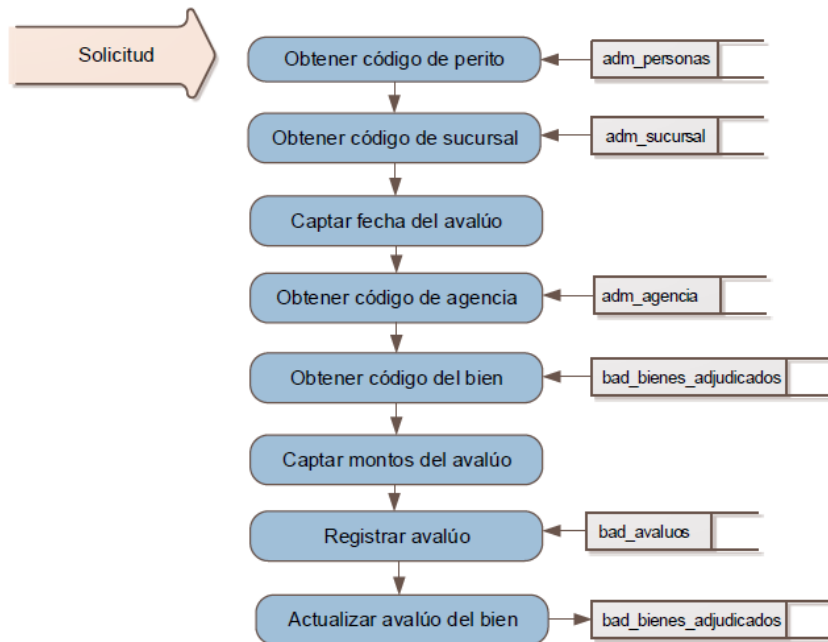 Solicitud
Obtener código de perito
adm_personas
Obtener código de sucursal
adm_sucursal
Captar fecha del avalúo
Obtener código de agencia
adm_agencia
Obtener código del bien
bad_bienes_adjudicados
Captar montos del avalúo
Registrar avalúo
bad_avaluos
Actualizar avalúo del bien
bad_bienes_adjudicados